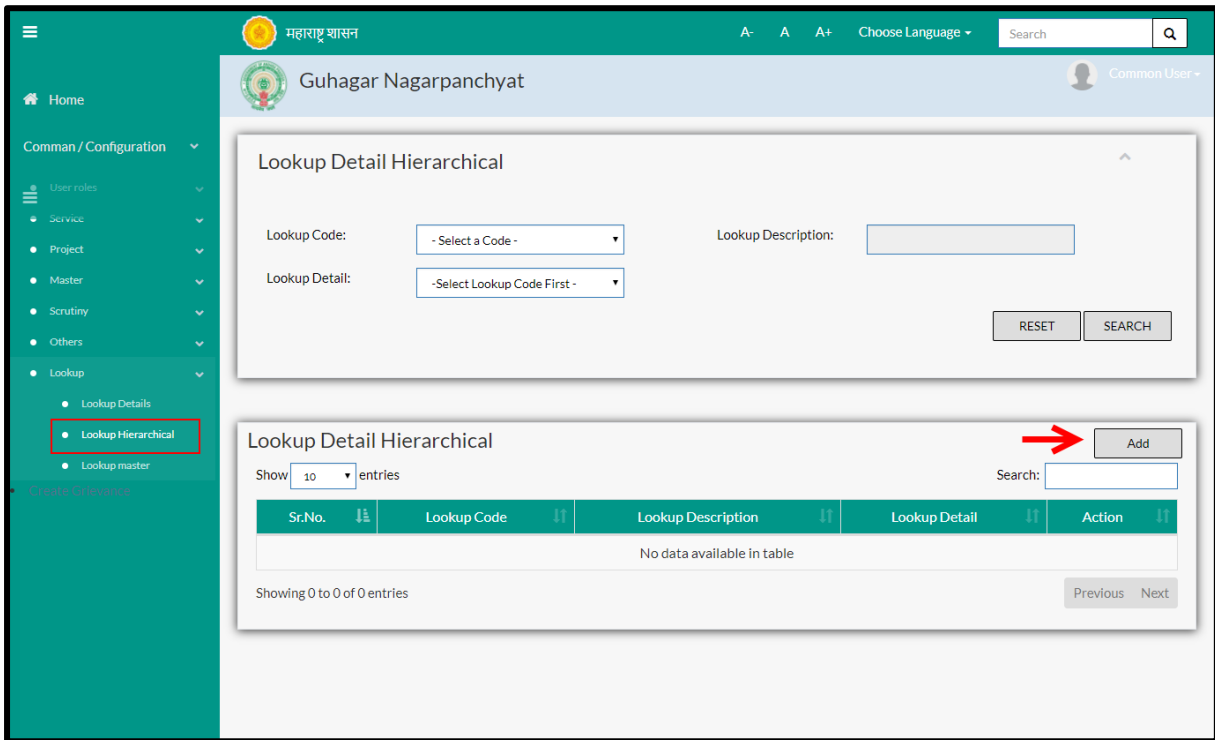 महाराष्ट्र शासन
A- A A+ Choose Language Search
Guhagar Nagarpanchyat
Common User
Home
Comman / Configuration
User roles
Service
Project
Master
Scrutiny
Others
Lookup
Lookup Details
Lookup Hierarchical
Lookup master
Create Grievance
Lookup Detail Hierarchical
Lookup Code: - Select a Code - Lookup Description:
Lookup Detail: -Select Lookup Code First -
RESET SEARCH
Lookup Detail Hierarchical Add
Show 10 entries Search:
Sr.No. Lookup Code Lookup Description Lookup Detail Action
No data available in table
Showing 0 to 0 of 0 entries Previous Next